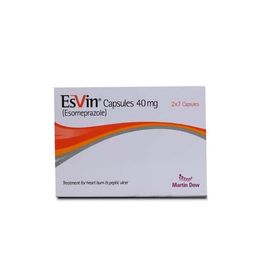 EsVin® Capsules 40mg
2x7 Capsules
(Esomeprazole)
Treatment for heart burn & peptic ulcer
Martin Dow